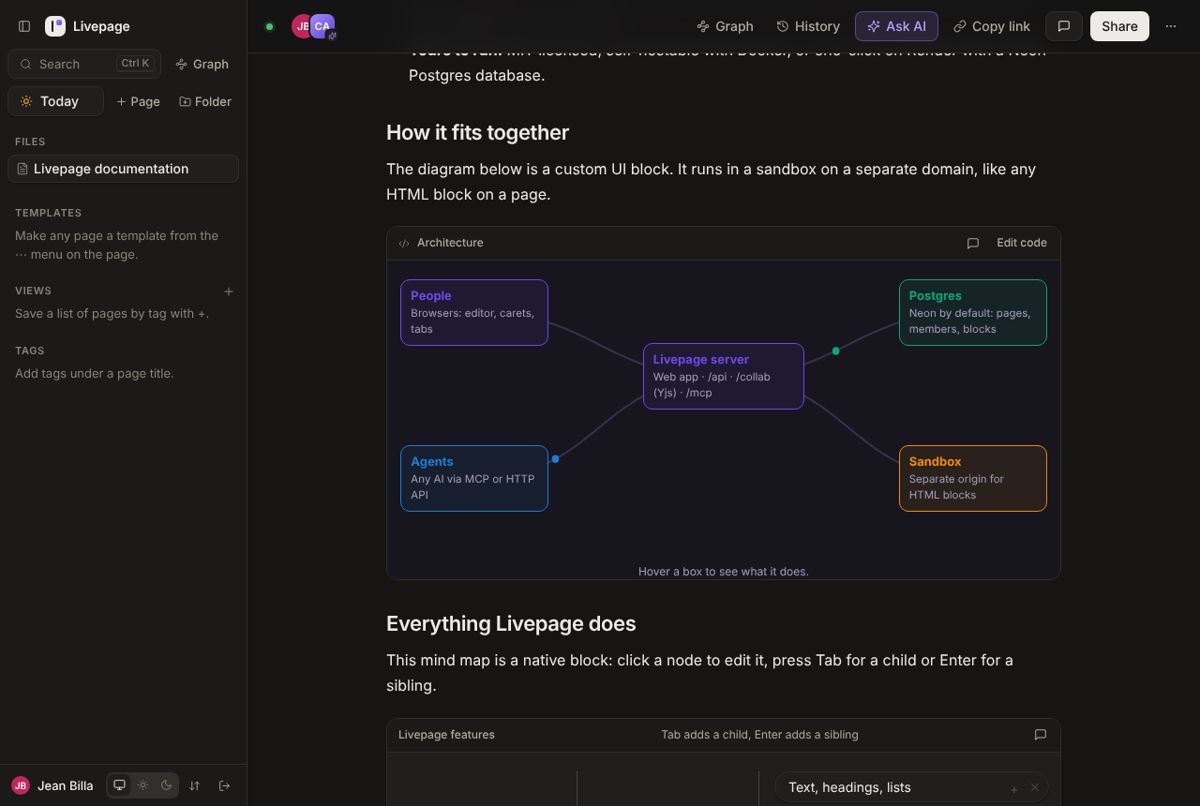 Livepage
Search
Ctrl K
Graph
Today
+ Page
Folder
FILES
Livepage documentation
TEMPLATES
Make any page a template from the
··· menu on the page.
VIEWS
+
Save a list of pages by tag with +.
TAGS
Add tags under a page title.
JB
Jean Billa
JB
CA
Graph
History
Ask AI
Copy link
Share
···
Postgres database.
How it fits together
The diagram below is a custom UI block. It runs in a sandbox on a separate domain, like any
HTML block on a page.
</> Architecture
Edit code
People
Browsers: editor, carets,
tabs
Postgres
Neon by default: pages,
members, blocks
Livepage server
Web app · /api · /collab
(Yjs) · /mcp
Agents
Any AI via MCP or HTTP
API
Sandbox
Separate origin for
HTML blocks
Hover a box to see what it does.
Everything Livepage does
This mind map is a native block: click a node to edit it, press Tab for a child or Enter for a
sibling.
Livepage features
Tab adds a child, Enter adds a sibling
Text, headings, lists
+